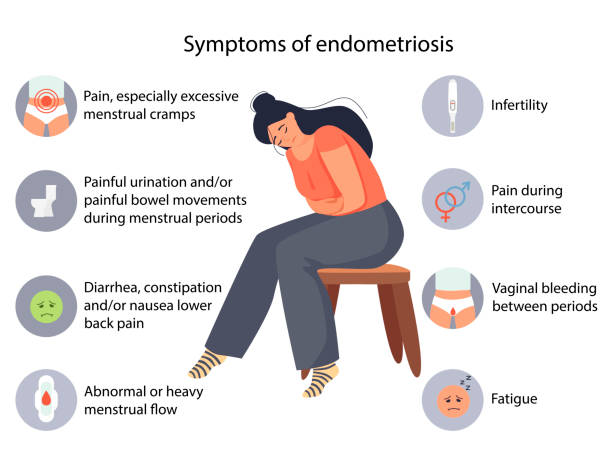 Symptoms of endometriosis
Pain, especially excessive
menstrual cramps
Painful urination and/or
painful bowel movements
during menstrual periods
Diarrhea, constipation
and/or nausea lower
back pain
Abnormal or heavy
menstrual flow
Infertility
Pain during
intercourse
Vaginal bleeding
between periods
z z z
Fatigue